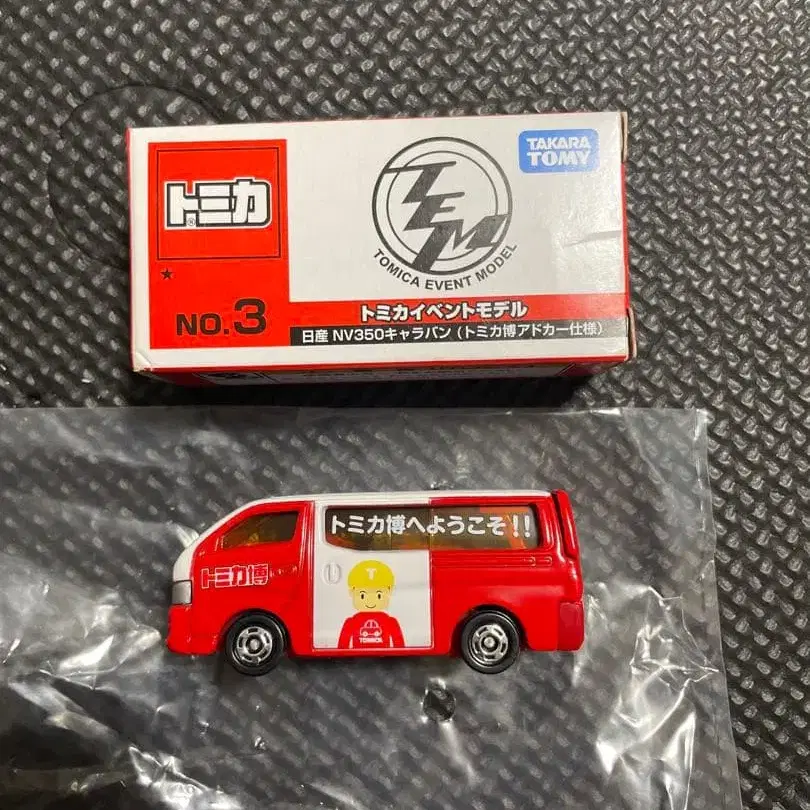 TAKARA
TOMY
トミカ
®
TEM
TOMICA EVENT MODEL
NO.3
トミカイベントモデル
日産 NV350キャラバン (トミカ博アドカー仕様)
トミカ博へようこそ!!
トミカ博
T
TOMICA